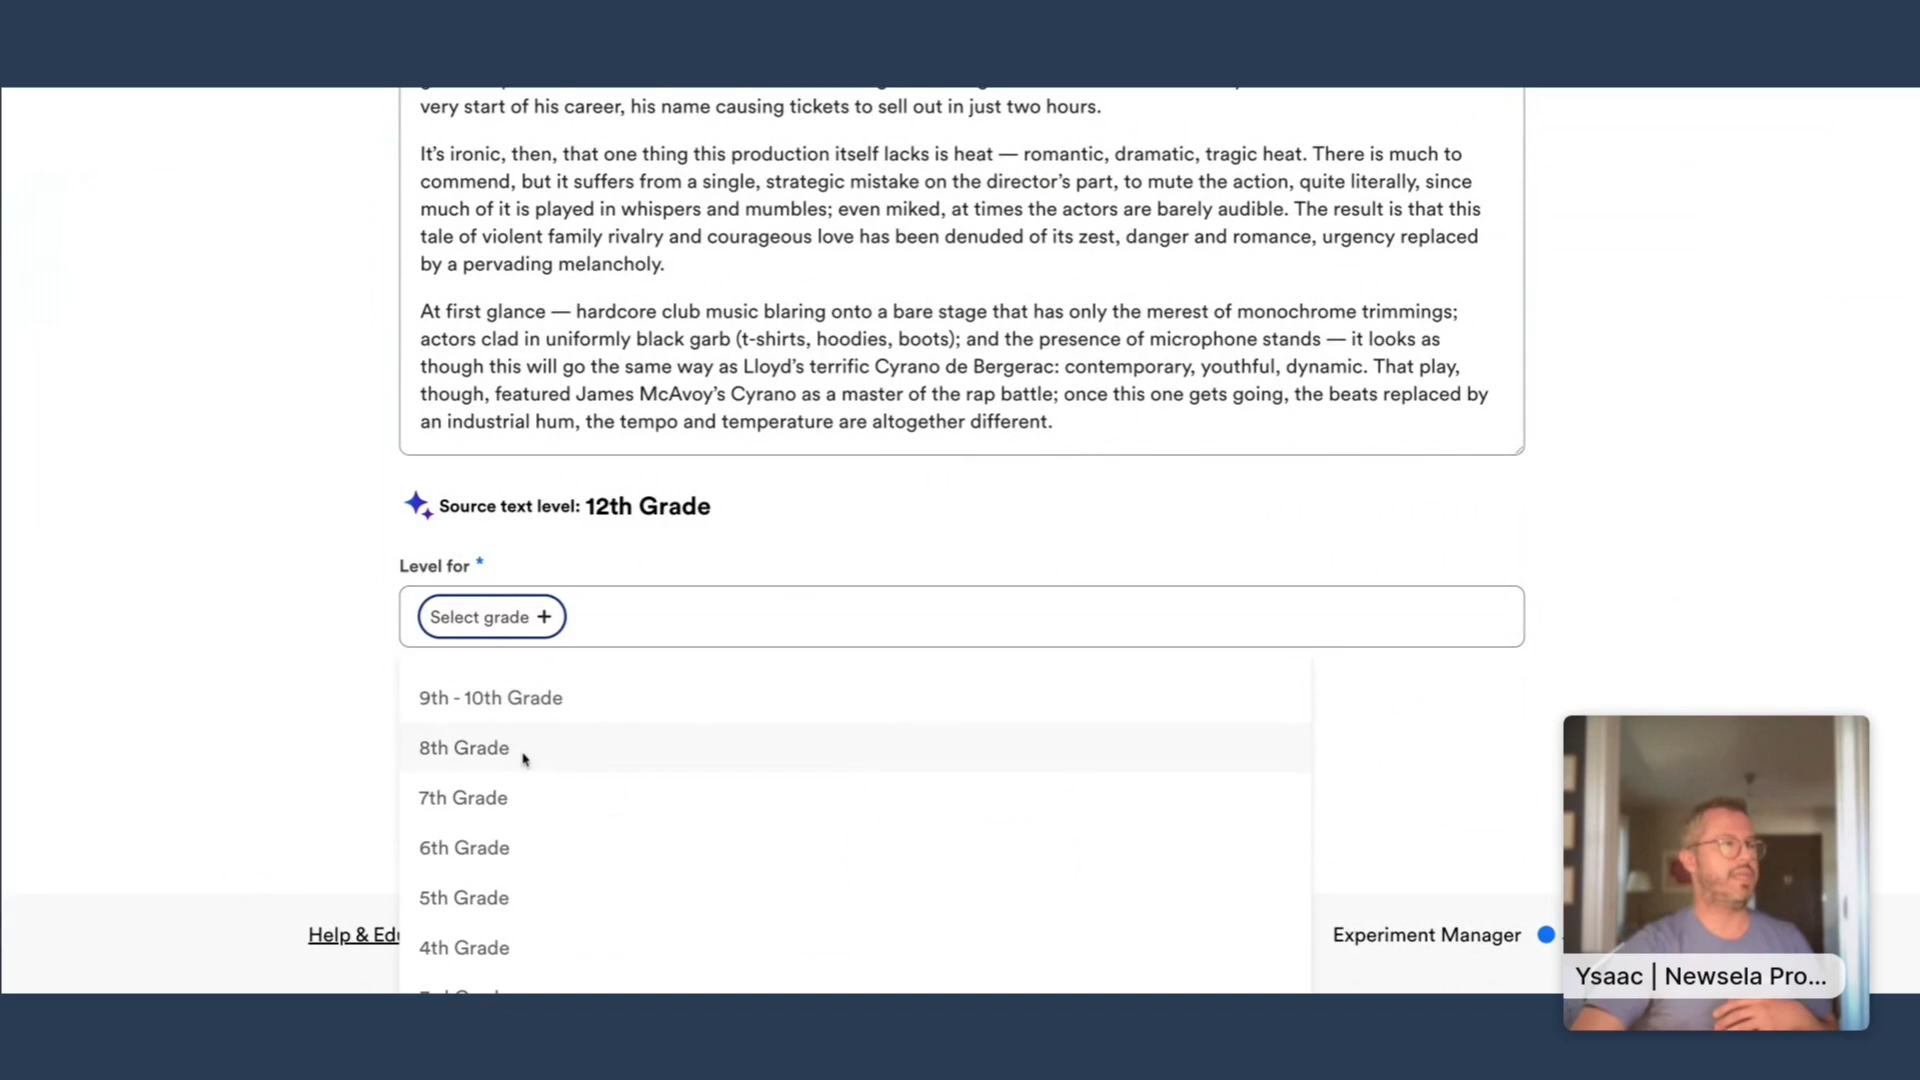 very start of his career, his name causing tickets to sell out in just two hours.
It's ironic, then, that one thing this production itself lacks is heat — romantic, dramatic, tragic heat. There is much to
commend, but it suffers from a single, strategic mistake on the director's part, to mute the action, quite literally, since
much of it is played in whispers and mumbles; even miked, at times the actors are barely audible. The result is that this
tale of violent family rivalry and courageous love has been denuded of its zest, danger and romance, urgency replaced
by a pervading melancholy.
At first glance — hardcore club music blaring onto a bare stage that has only the merest of monochrome trimmings;
actors clad in uniformly black garb (t-shirts, hoodies, boots); and the presence of microphone stands — it looks as
though this will go the same way as Lloyd's terrific Cyrano de Bergerac: contemporary, youthful, dynamic. That play,
though, featured James McAvoy's Cyrano as a master of the rap battle; once this one gets going, the beats replaced by
an industrial hum, the tempo and temperature are altogether different.
Source text level: 12th Grade
Level for *
Select grade +
9th - 10th Grade
8th Grade
7th Grade
6th Grade
5th Grade
4th Grade
Help & Edu
Experiment Manager
Ysaac | Newsela Pro...